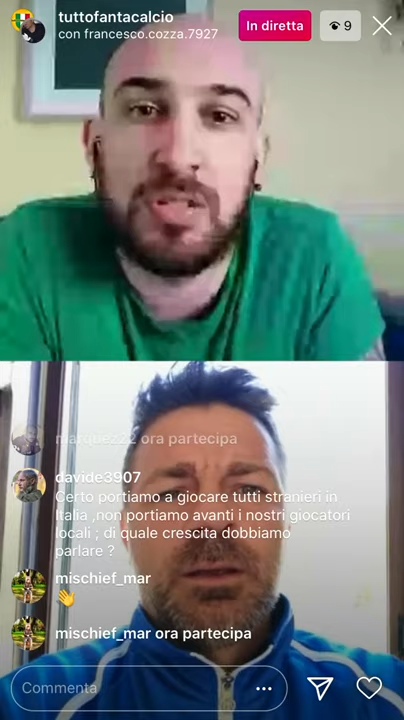 tuttofantacalcio
con francesco.cozza.7927
In diretta
9
marquez22 ora partecipa
davide3907
Certo portiamo a giocare tutti stranieri in
Italia ,non portiamo avanti i nostri giocatori
locali ; di quale crescita dobbiamo
parlare ?
mischief_mar
👋
mischief_mar ora partecipa
Commenta